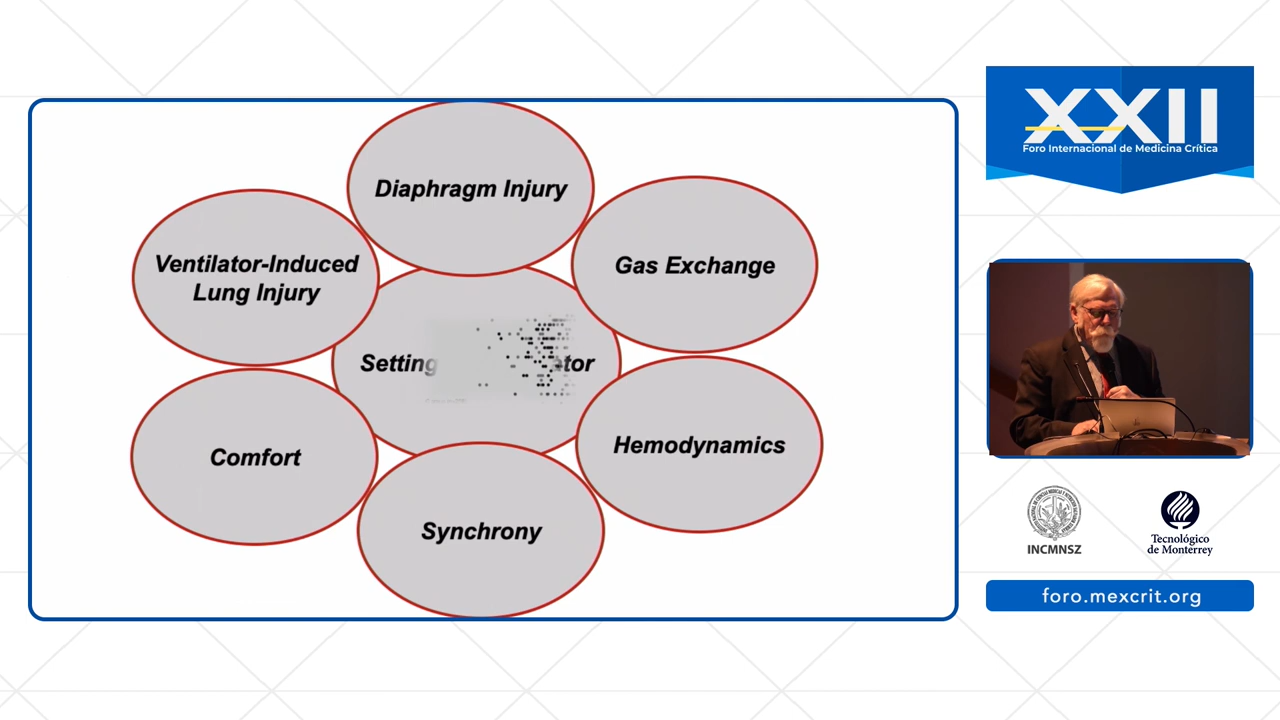 Diaphragm Injury
Ventilator-Induced
Lung Injury
Gas Exchange
Setting
Comfort
Hemodynamics
Synchrony
XXII
Foro Internacional de Medicina Crítica
INCMNSZ
Tecnológico
de Monterrey
foro.mexcrit.org